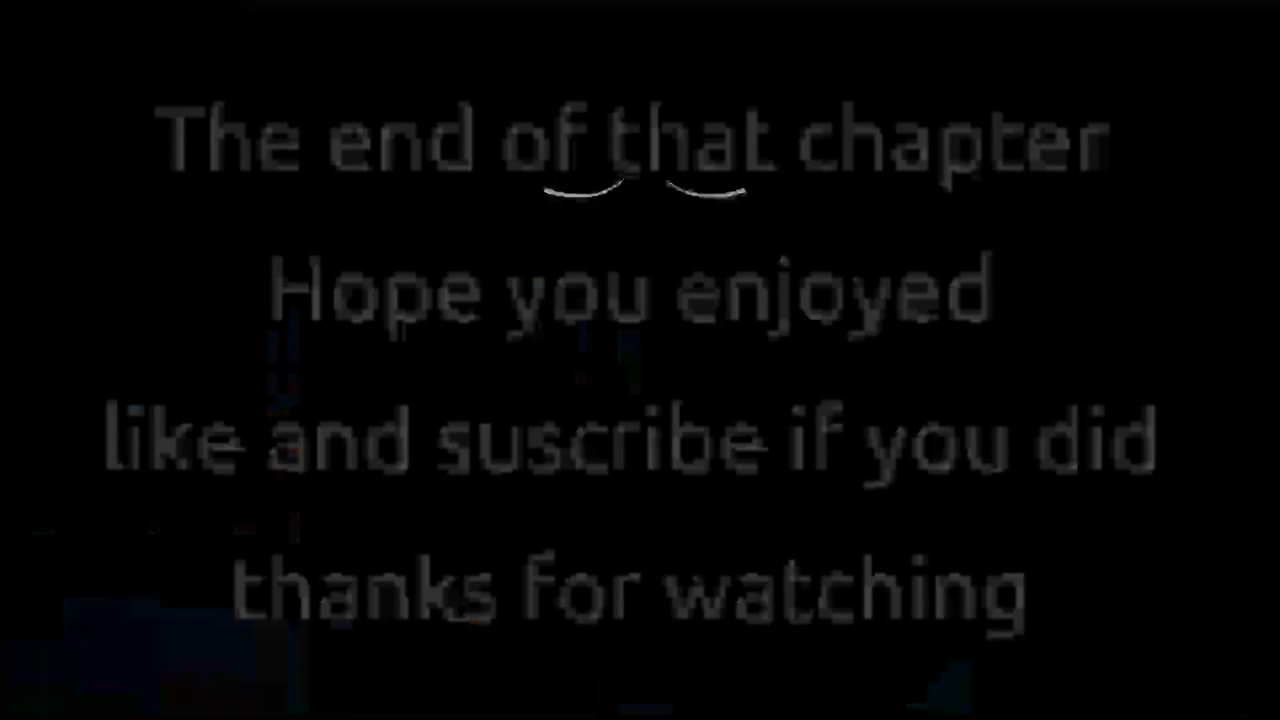 The end of that chapter
Hope you enjoyed
like and suscribe if you did
thanks for watching